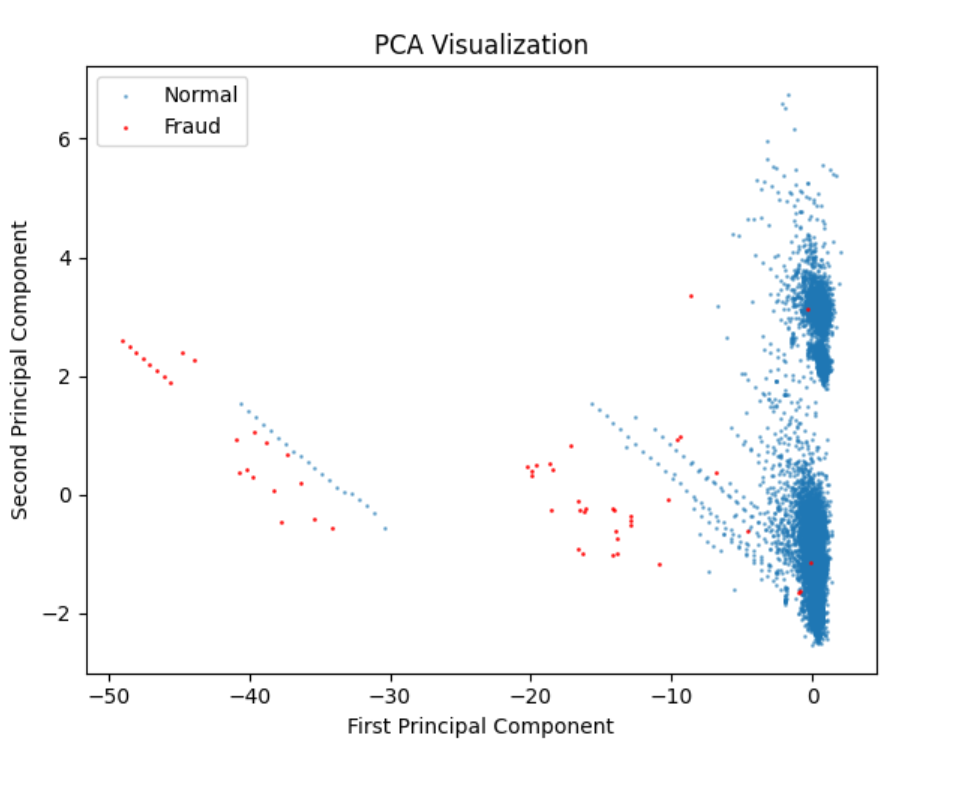 PCA Visualization
Normal
Fraud
6
4
2
0
−2
Second Principal Component
−50
−40
−30
−20
−10
0
First Principal Component